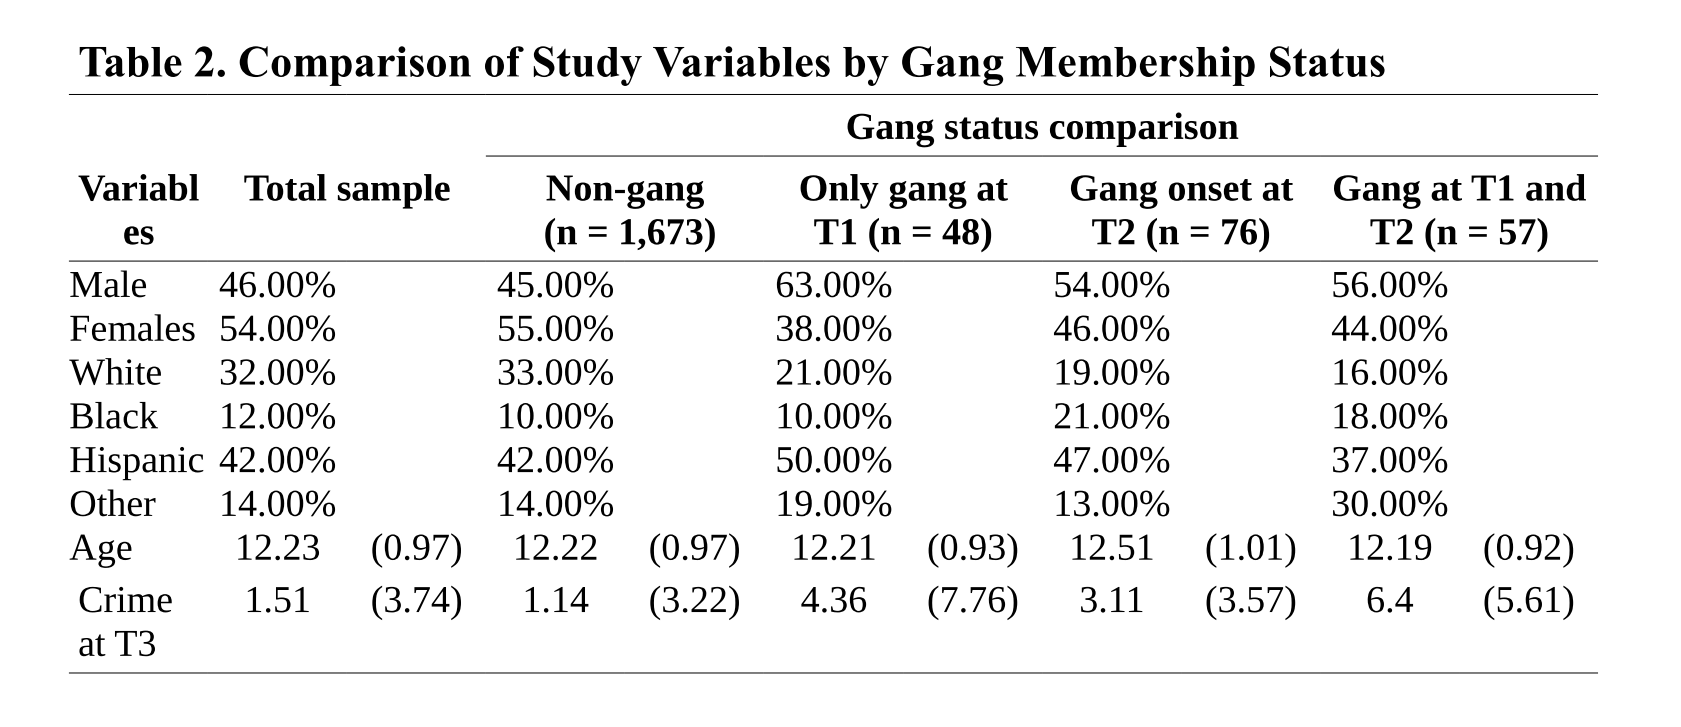 Table 2. Comparison of Study Variables by Gang Membership Status
Gang status comparison
Variabl es Total sample Non-gang (n = 1,673) Only gang at T1 (n = 48) Gang onset at T2 (n = 76) Gang at T1 and T2 (n = 57)
Male 46.00% 45.00% 63.00% 54.00% 56.00%
Females 54.00% 55.00% 38.00% 46.00% 44.00%
White 32.00% 33.00% 21.00% 19.00% 16.00%
Black 12.00% 10.00% 10.00% 21.00% 18.00%
Hispanic 42.00% 42.00% 50.00% 47.00% 37.00%
Other 14.00% 14.00% 19.00% 13.00% 30.00%
Age 12.23 (0.97) 12.22 (0.97) 12.21 (0.93) 12.51 (1.01) 12.19 (0.92)
Crime 1.51 (3.74) 1.14 (3.22) 4.36 (7.76) 3.11 (3.57) 6.4 (5.61)
at T3